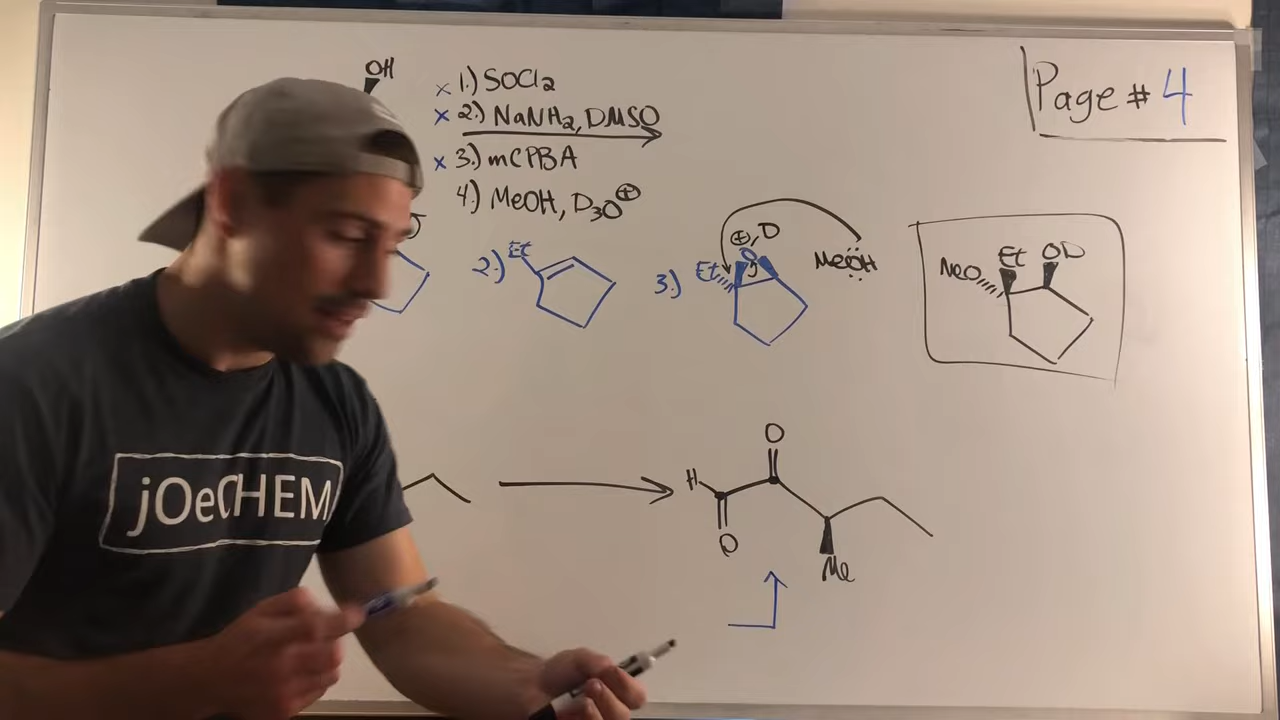 Page # 4
OH
x 1.) SOCl2
x 2.) NaNH2, DMSO
x 3.) mCPBA
4.) MeOH, D3O⊕
2.) Et
3.) Et O ⊕, D
MeOH
MeO Et OD
H O O Me
jOeCHEM